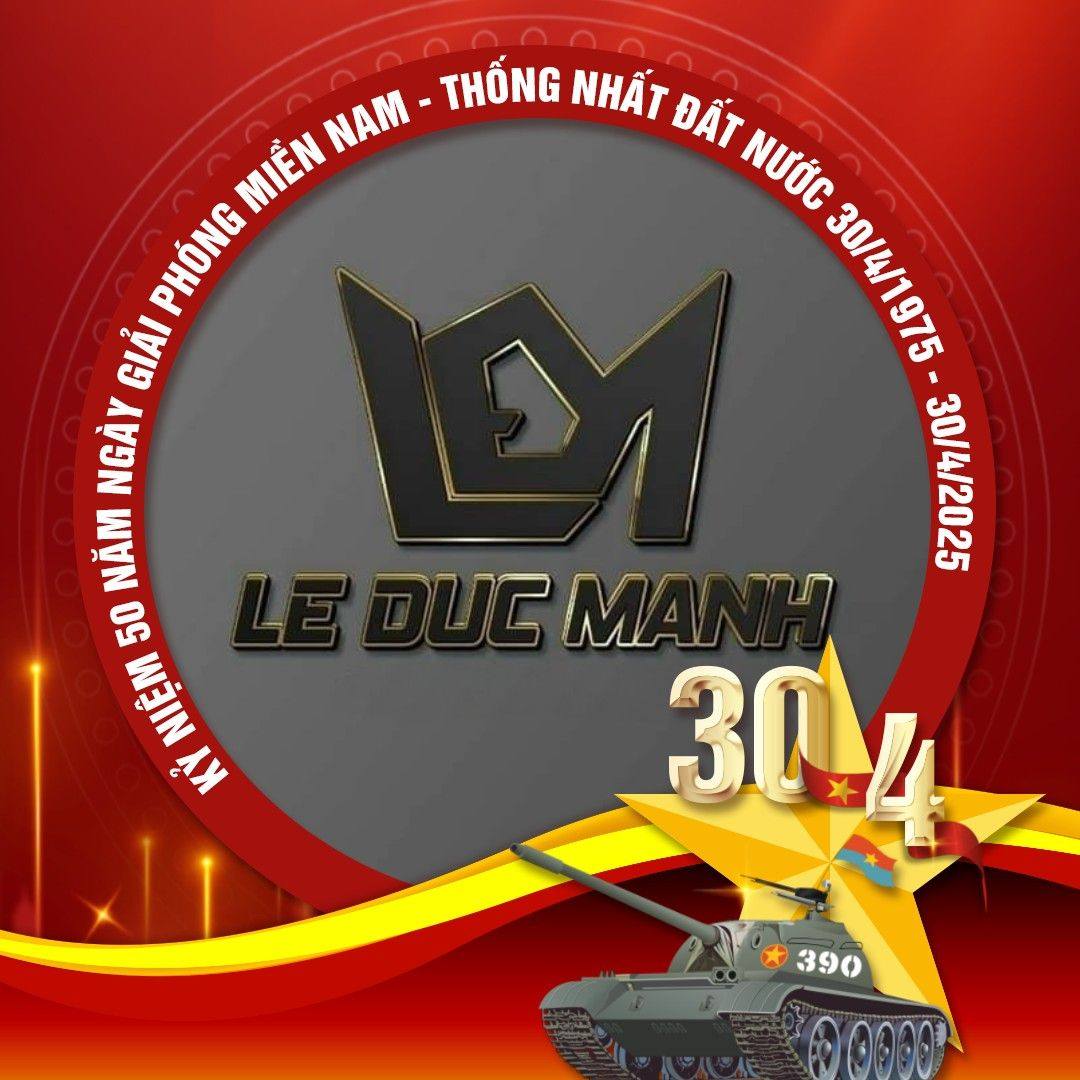 KỶ NIỆM 50 NĂM NGÀY GIẢI PHÓNG MIỀN NAM - THỐNG NHẤT ĐẤT NƯỚC 30/4/1975 - 30/4/2025
LDM
LE DUC MANH
30 4
390